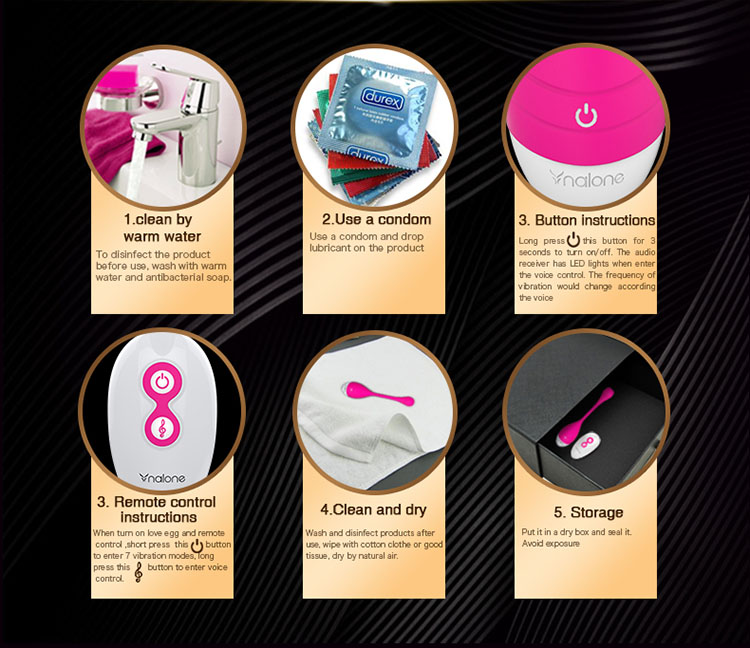 1.clean by
warm water
To disinfect the product
before use, wash with warm
water and antibacterial soap.
durex
durex
2.Use a condom
Use a condom and drop
lubricant on the product
nalone
3. Button instructions
Long press this button for 3
seconds to turn on/off. The audio
receiver has LED lights when enter
the voice control. The frequency of
vibration would change according
the voice
nalone
3. Remote control
instructions
When turn on love egg and remote
control ,short press this button
to enter 7 vibration modes, long
press this button to enter voice
control.
4.Clean and dry
Wash and disinfect products after
use, wipe with cotton clothe or good
tissue, dry by natural air.
5. Storage
Put it in a dry box and seal it.
Avoid exposure